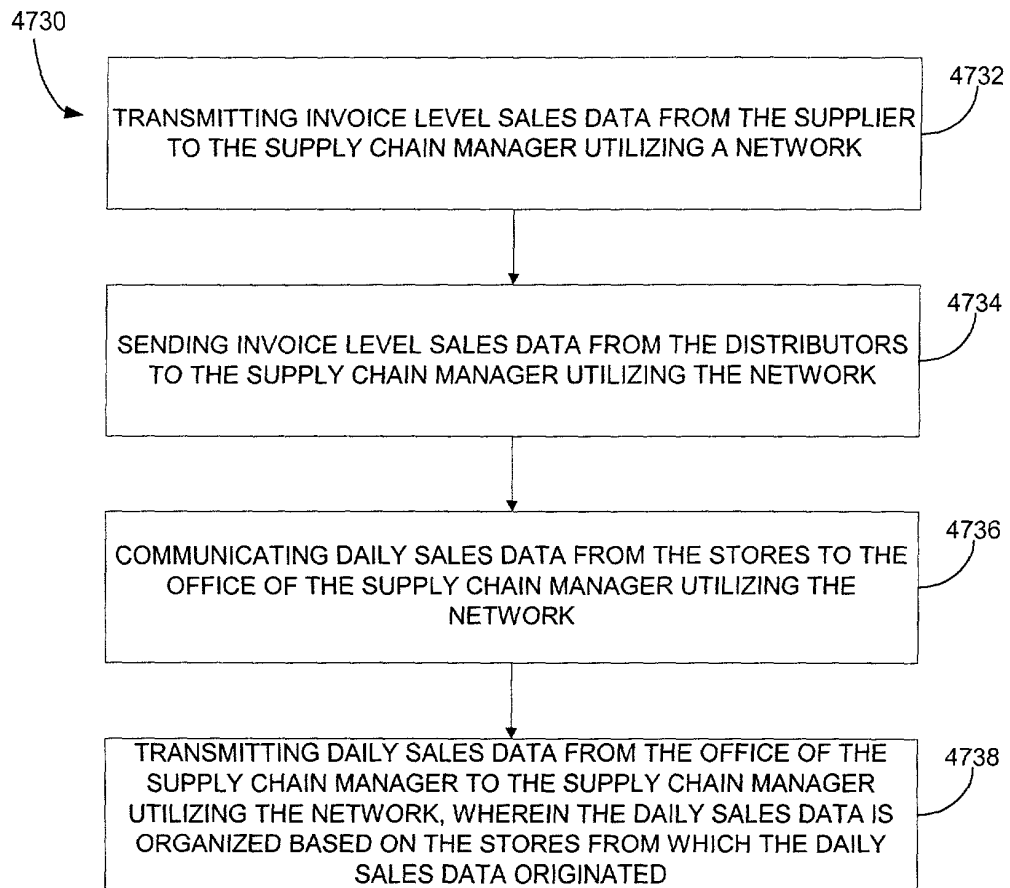 4730
4732
TRANSMITTING INVOICE LEVEL SALES DATA FROM THE SUPPLIER
TO THE SUPPLY CHAIN MANAGER UTILIZING A NETWORK
4734
SENDING INVOICE LEVEL SALES DATA FROM THE DISTRIBUTORS
TO THE SUPPLY CHAIN MANAGER UTILIZING THE NETWORK
4736
COMMUNICATING DAILY SALES DATA FROM THE STORES TO THE
OFFICE OF THE SUPPLY CHAIN MANAGER UTILIZING THE
NETWORK
4738
TRANSMITTING DAILY SALES DATA FROM THE OFFICE OF THE
SUPPLY CHAIN MANAGER TO THE SUPPLY CHAIN MANAGER
UTILIZING THE NETWORK, WHEREIN THE DAILY SALES DATA IS
ORGANIZED BASED ON THE STORES FROM WHICH THE DAILY
SALES DATA ORIGINATED